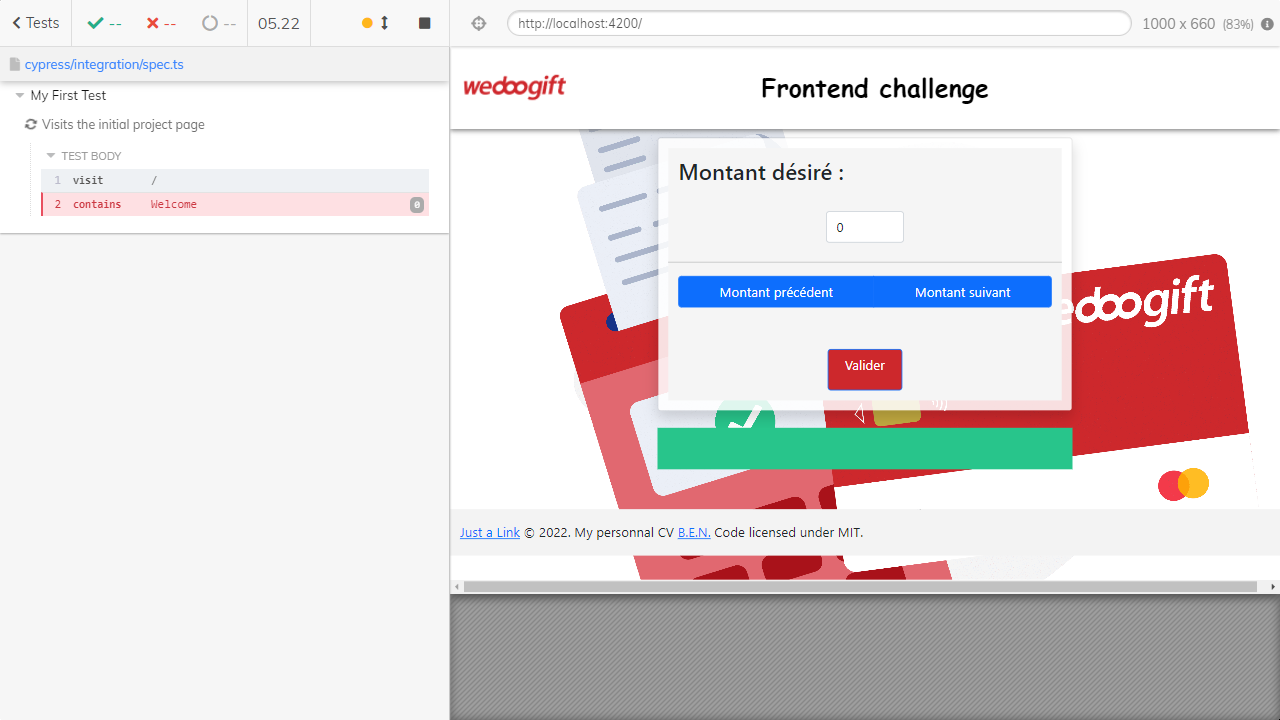 Tests
--
--
--
05.22
http://localhost:4200/
1000 x 660 (83%)
cypress/integration/spec.ts
My First Test
Visits the initial project page
TEST BODY
1 visit /
2 contains Welcome 0
wedoogift
Frontend challenge
Montant désiré :
0
Montant précédent
Montant suivant
Valider
wedoogift
Just a Link © 2022. My personnal CV B.E.N. Code licensed under MIT.